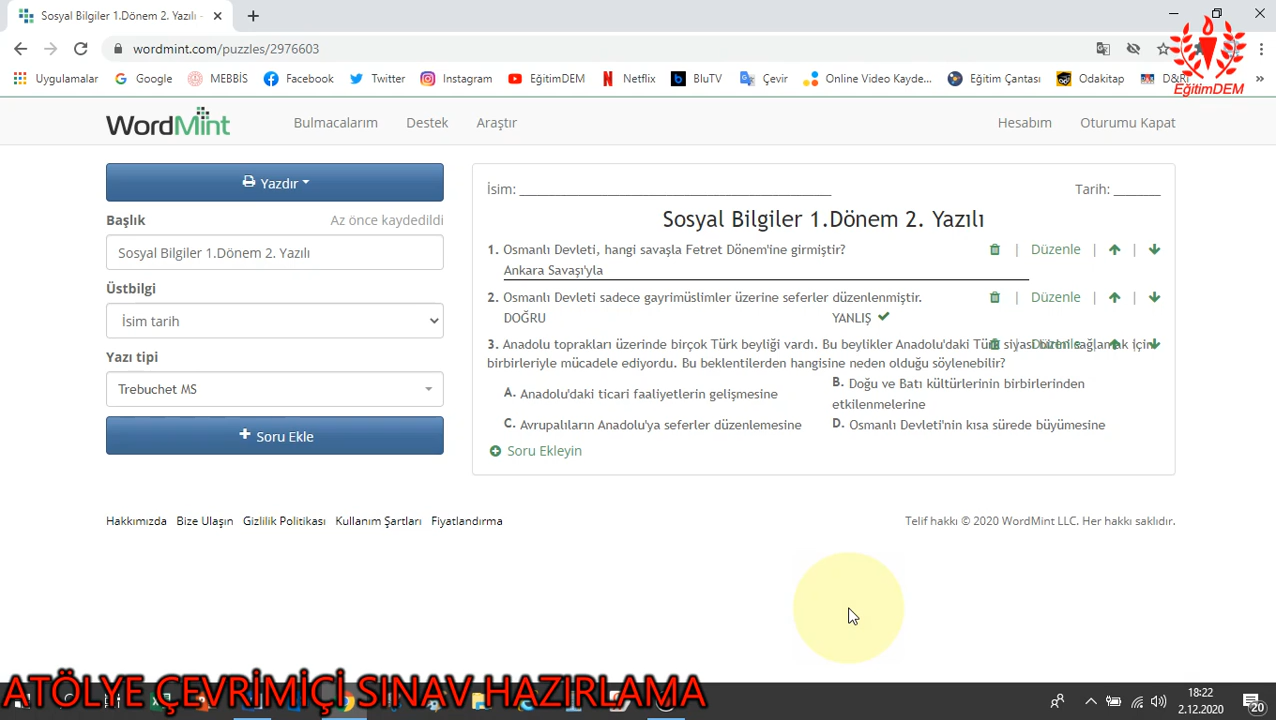 Sosyal Bilgiler 1.Dönem 2. Yazılı -
wordmint.com/puzzles/2976603
Uygulamalar Google MEBBİS Facebook Twitter Instagram EğitimDEM Netflix BluTV Çevir Online Video Kayde... Eğitim Çantası Odakitap D&R
EğitimDEM
WordMint Bulmacalarım Destek Araştır Hesabım Oturumu Kapat
Yazdır
Başlık Az önce kaydedildi
Sosyal Bilgiler 1.Dönem 2. Yazılı
Üstbilgi
İsim tarih
Yazı tipi
Trebuchet MS
Soru Ekle
İsim: Tarih:
Sosyal Bilgiler 1.Dönem 2. Yazılı
1. Osmanlı Devleti, hangi savaşla Fetret Dönem'ine girmiştir? | Düzenle | |
Ankara Savaşı'yla
2. Osmanlı Devleti sadece gayrimüslimler üzerine seferler düzenlenmiştir. | Düzenle | |
DOĞRU YANLIŞ
3. Anadolu toprakları üzerinde birçok Türk beyliği vardı. Bu beylikler Anadolu'daki Türk siyasi birliği sağlamak için Düzenle
birbirleriyle mücadele ediyordu. Bu beklentilerden hangisine neden olduğu söylenebilir?
A. Anadolu'daki ticari faaliyetlerin gelişmesine
B. Doğu ve Batı kültürlerinin birbirlerinden
etkilenmelerine
C. Avrupalıların Anadolu'ya seferler düzenlemesine
D. Osmanlı Devleti'nin kısa sürede büyümesine
Soru Ekleyin
Hakkımızda Bize Ulaşın Gizlilik Politikası Kullanım Şartları Fiyatlandırma
Telif hakkı © 2020 WordMint LLC. Her hakkı saklıdır.
ATÖLYE ÇEVRİMİÇİ SINAV HAZIRLAMA
18:22
2.12.2020
20